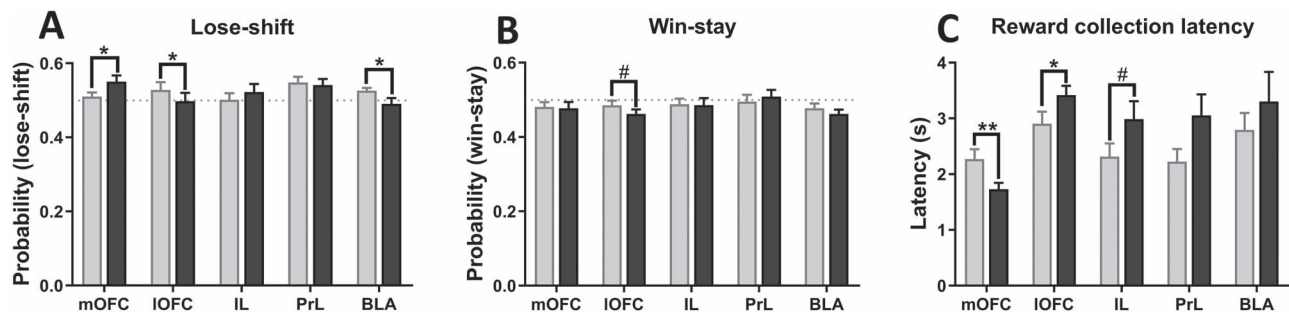 A
Lose-shift
Probability (lose-shift)
0.6
0.4
0.2
0.0
*
*
*
mOFC
lOFC
IL
PrL
BLA
B
Win-stay
Probability (win-stay)
0.6
0.4
0.2
0.0
#
mOFC
lOFC
IL
PrL
BLA
C
Reward collection latency
Latency (s)
4
3
2
1
0
**
*
#
mOFC
lOFC
IL
PrL
BLA